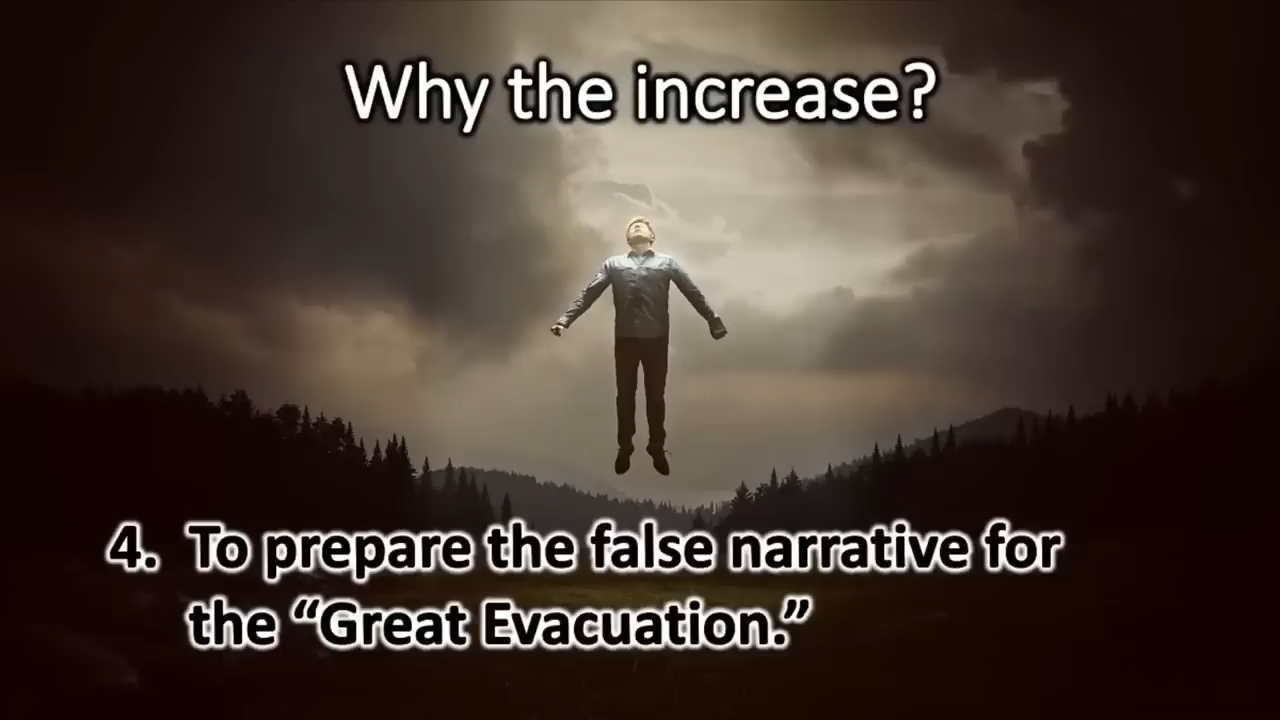 Why the increase?
4. To prepare the false narrative for
the “Great Evacuation.”